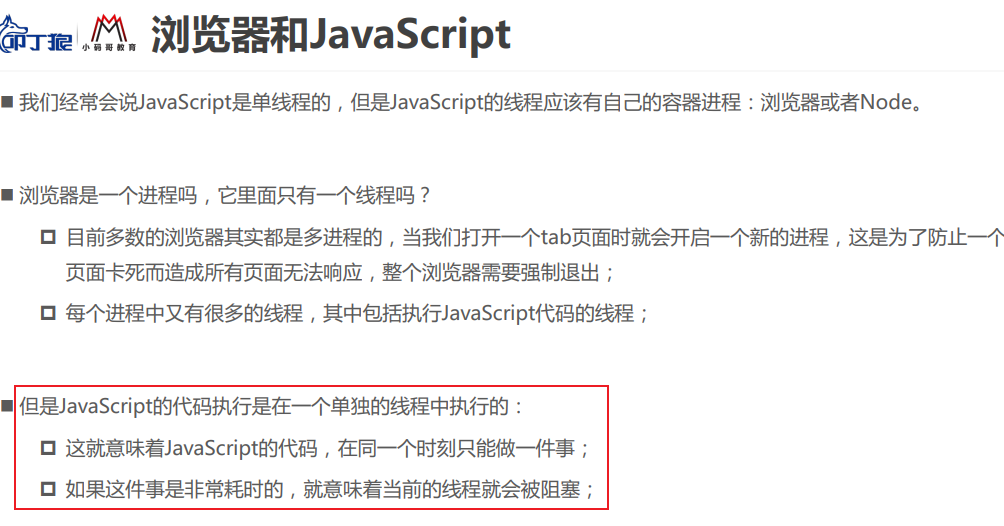 叩丁狼 小码哥教育 浏览器和JavaScript
我们经常会说JavaScript是单线程的，但是JavaScript的线程应该有自己的容器进程：浏览器或者Node。
浏览器是一个进程吗，它里面只有一个线程吗？
目前多数的浏览器其实都是多进程的，当我们打开一个tab页面时就会开启一个新的进程，这是为了防止一个
页面卡死而造成所有页面无法响应，整个浏览器需要强制退出；
每个进程中又有很多的线程，其中包括执行JavaScript代码的线程；
但是JavaScript的代码执行是在一个单独的线程中执行的：
这就意味着JavaScript的代码，在同一个时刻只能做一件事；
如果这件事是非常耗时的，就意味着当前的线程就会被阻塞；